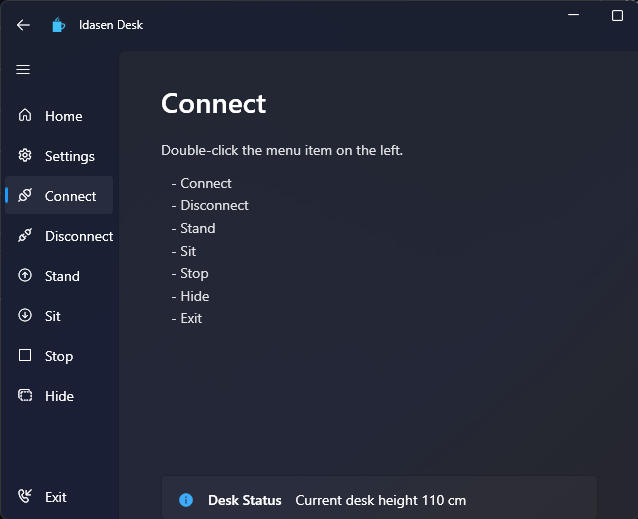 Idasen Desk
Home
Settings
Connect
Disconnect
Stand
Sit
Stop
Hide
Exit
Connect
Double-click the menu item on the left.
- Connect
- Disconnect
- Stand
- Sit
- Stop
- Hide
- Exit
Desk Status Current desk height 110 cm